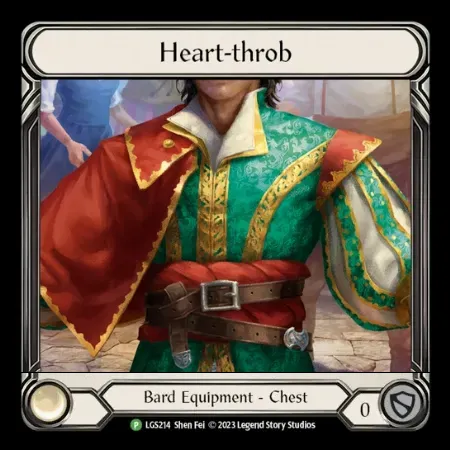 Heart-throb
Bard Equipment - Chest
0
P LGS214 Shen Fei © 2023 Legend Story Studios